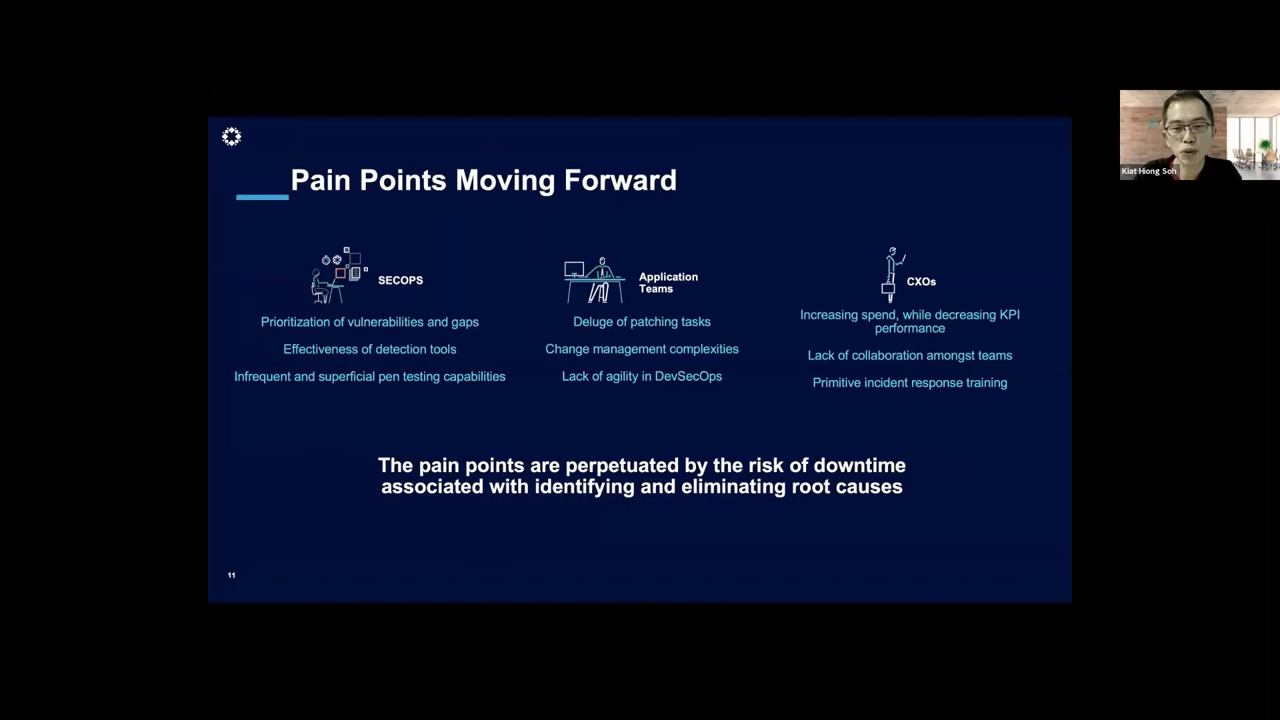 Pain Points Moving Forward
SECOPS
Prioritization of vulnerabilities and gaps
Effectiveness of detection tools
Infrequent and superficial pen testing capabilities
Application
Teams
Deluge of patching tasks
Change management complexities
Lack of agility in DevSecOps
CXOs
Increasing spend, while decreasing KPI
performance
Lack of collaboration amongst teams
Primitive incident response training
The pain points are perpetuated by the risk of downtime
associated with identifying and eliminating root causes
11
Kiat Hiong Soh